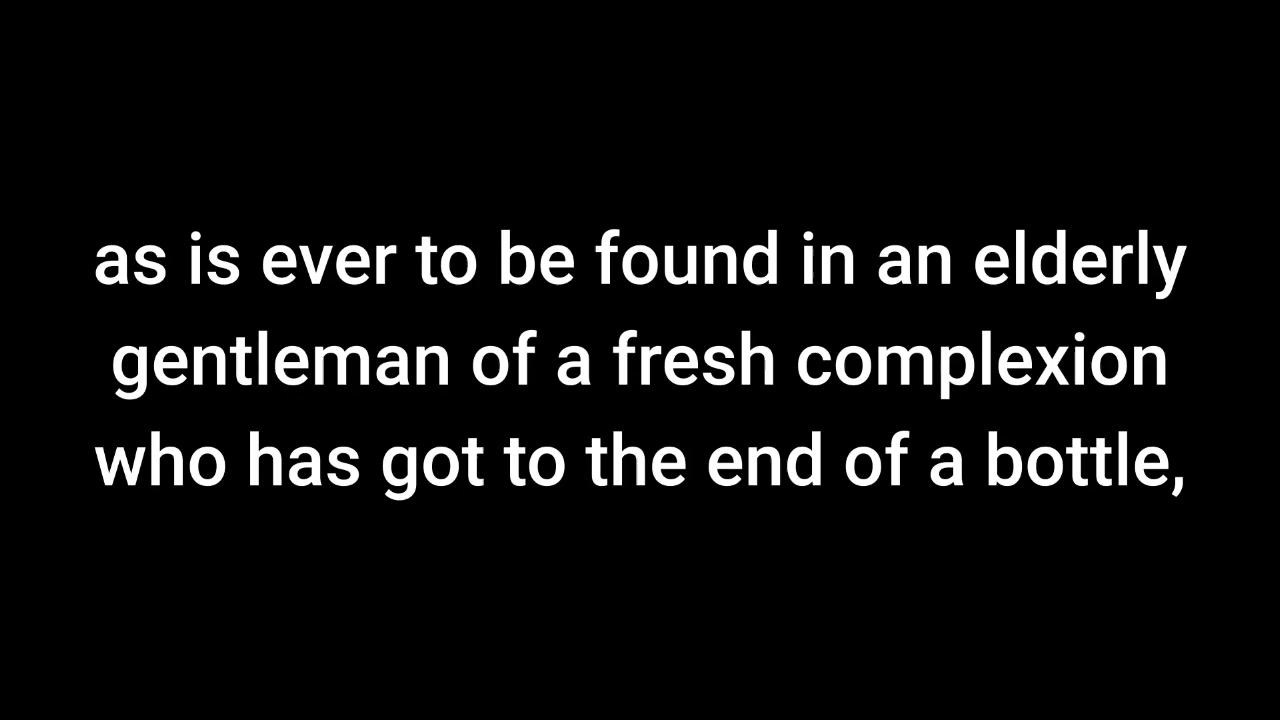 as is ever to be found in an elderly
gentleman of a fresh complexion
who has got to the end of a bottle,